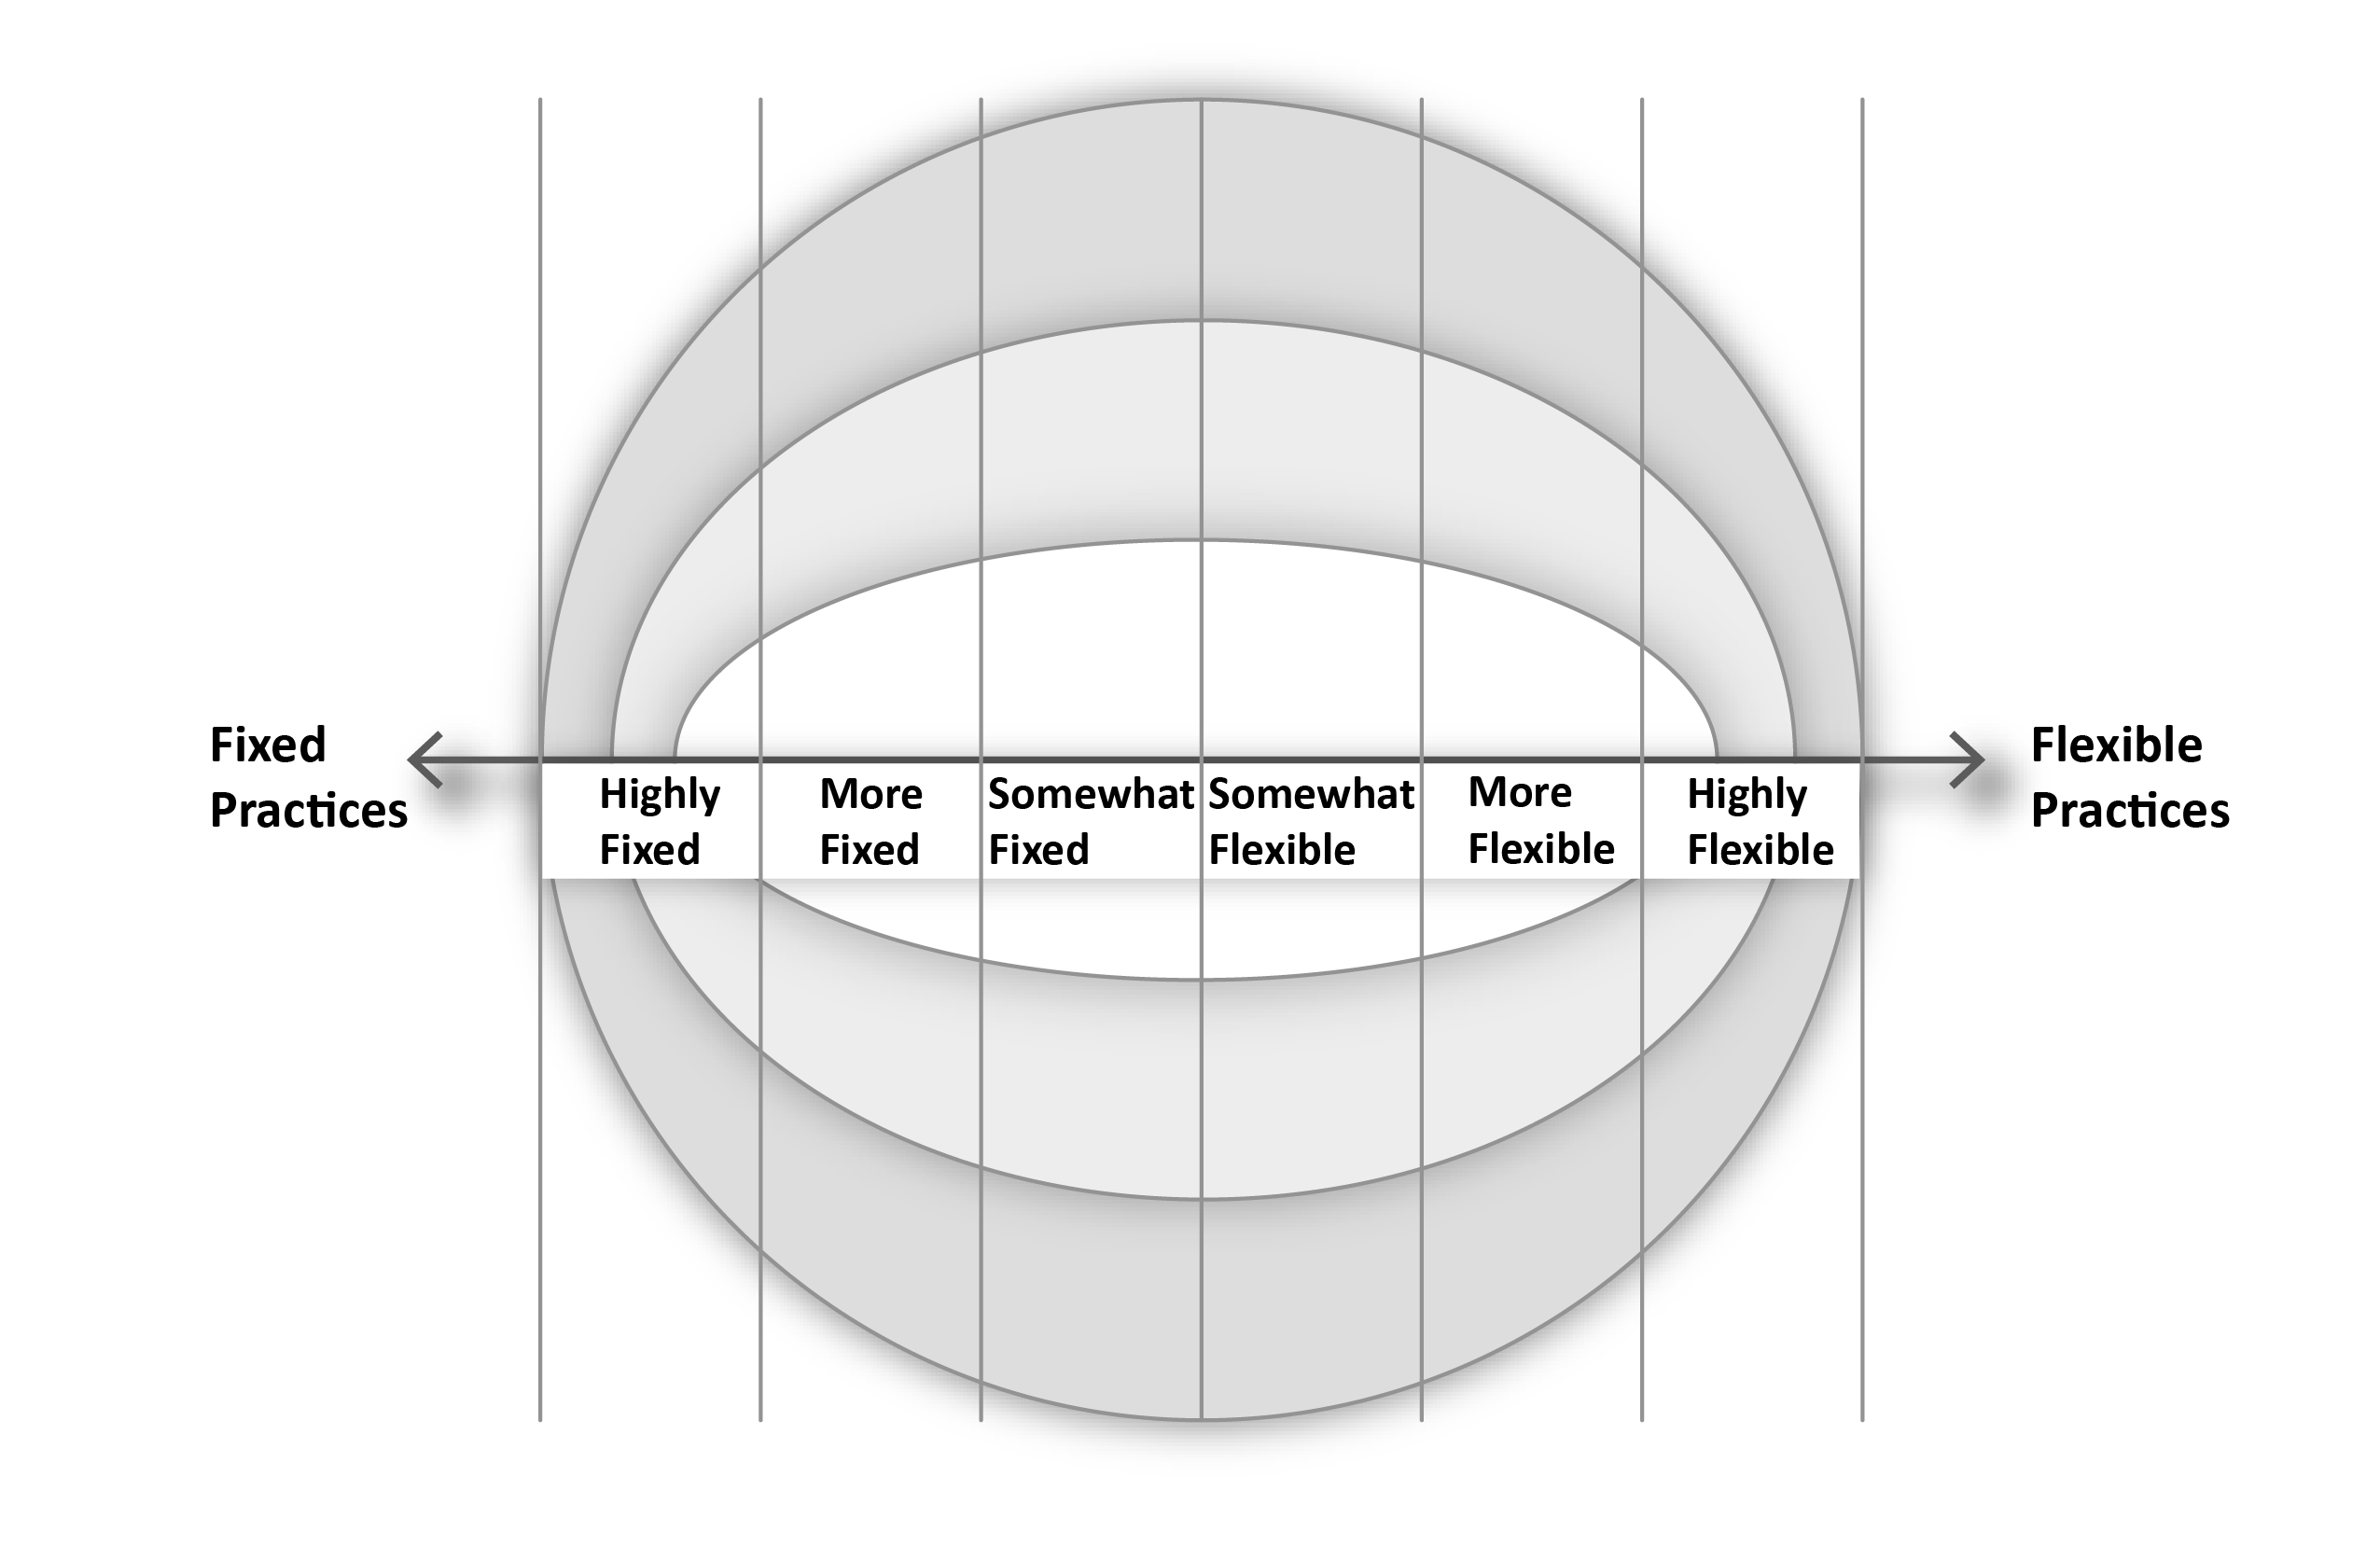 Fixed
Practices
Highly
Fixed
More
Fixed
Somewhat
Fixed
Somewhat
Flexible
More
Flexible
Highly
Flexible
Flexible
Practices